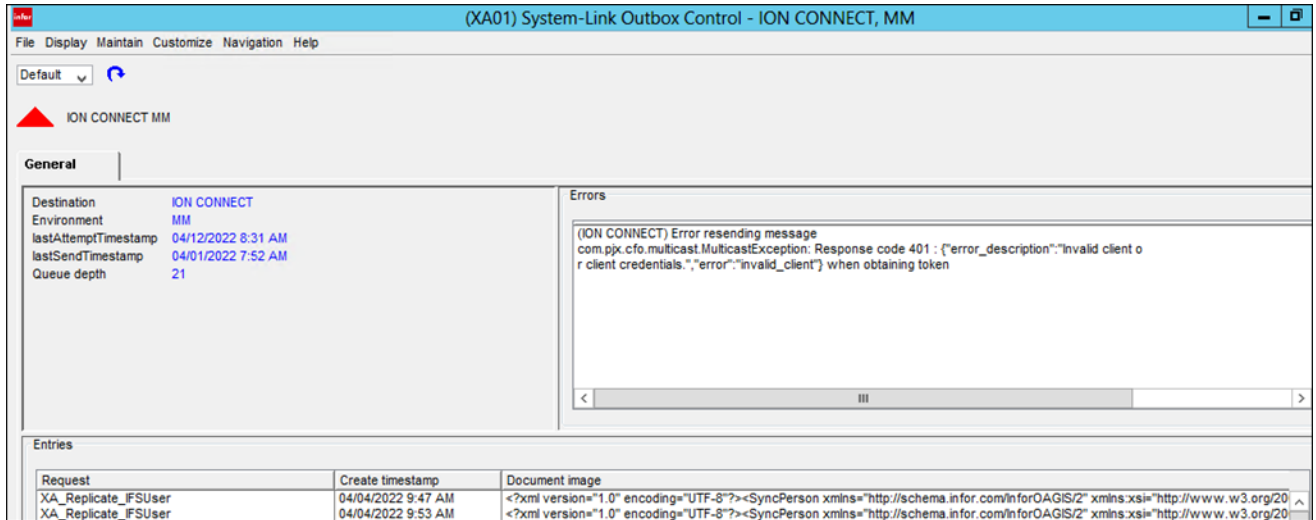 infor
(XA01) System-Link Outbox Control - ION CONNECT, MM
File Display Maintain Customize Navigation Help
Default
ION CONNECT MM
General
Destination ION CONNECT
Environment MM
lastAttemptTimestamp 04/12/2022 8:31 AM
lastSendTimestamp 04/01/2022 7:52 AM
Queue depth 21
Errors
(ION CONNECT) Error resending message
com.pjx.cfo.multicast.MulticastException: Response code 401 : {"error_description":"Invalid client o
r client credentials.","error":"invalid_client"} when obtaining token
Entries
Request Create timestamp Document image
XA_Replicate_IFSUser 04/04/2022 9:47 AM <?xml version="1.0" encoding="UTF-8"?><SyncPerson xmlns="http://schema.infor.com/InforOAGIS/2" xmlns:xsi="http://www.w3.org/20
XA_Replicate_IFSUser 04/04/2022 9:53 AM <?xml version="1.0" encoding="UTF-8"?><SyncPerson xmlns="http://schema.infor.com/InforOAGIS/2" xmlns:xsi="http://www.w3.org/20